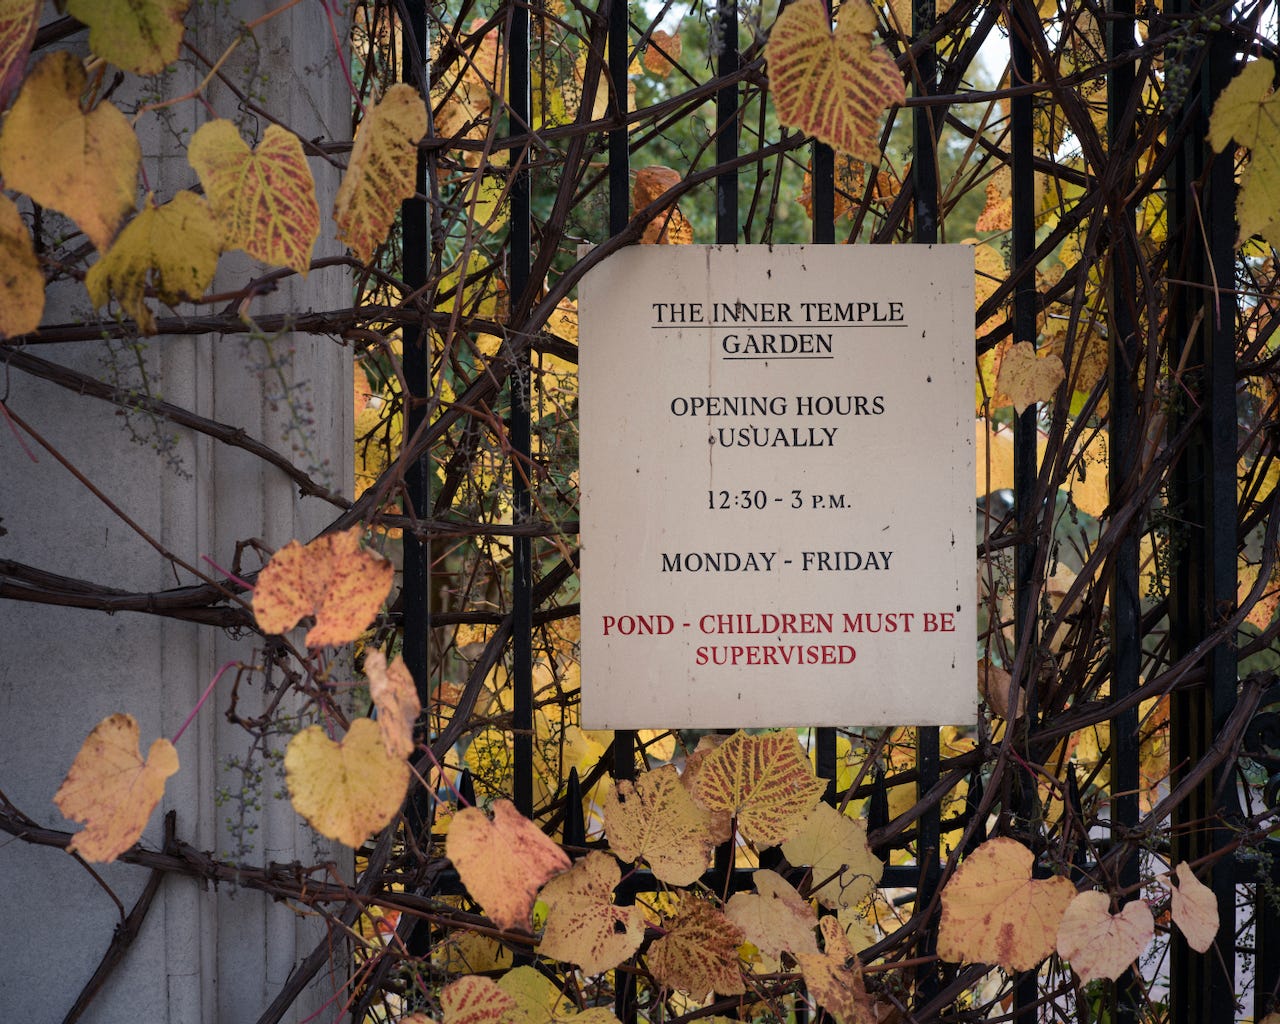 THE INNER TEMPLE
GARDEN
OPENING HOURS
USUALLY
12:30 - 3 P.M.
MONDAY - FRIDAY
POND - CHILDREN MUST BE
SUPERVISED